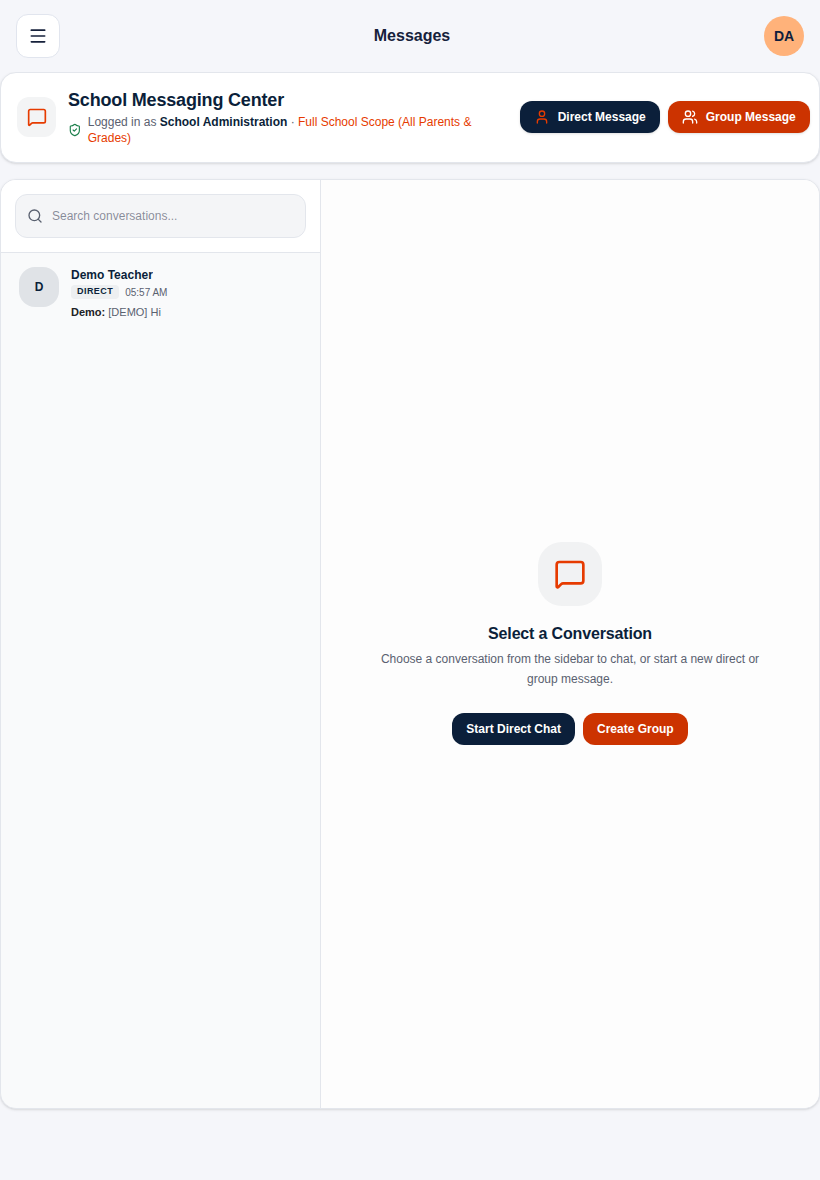 Messages
DA
School Messaging Center
Logged in as School Administration · Full School Scope (All Parents &
Grades)
Direct Message
Group Message
Search conversations...
D
Demo Teacher
DIRECT 05:57 AM
Demo: [DEMO] Hi
Select a Conversation
Choose a conversation from the sidebar to chat, or start a new direct or
group message.
Start Direct Chat
Create Group